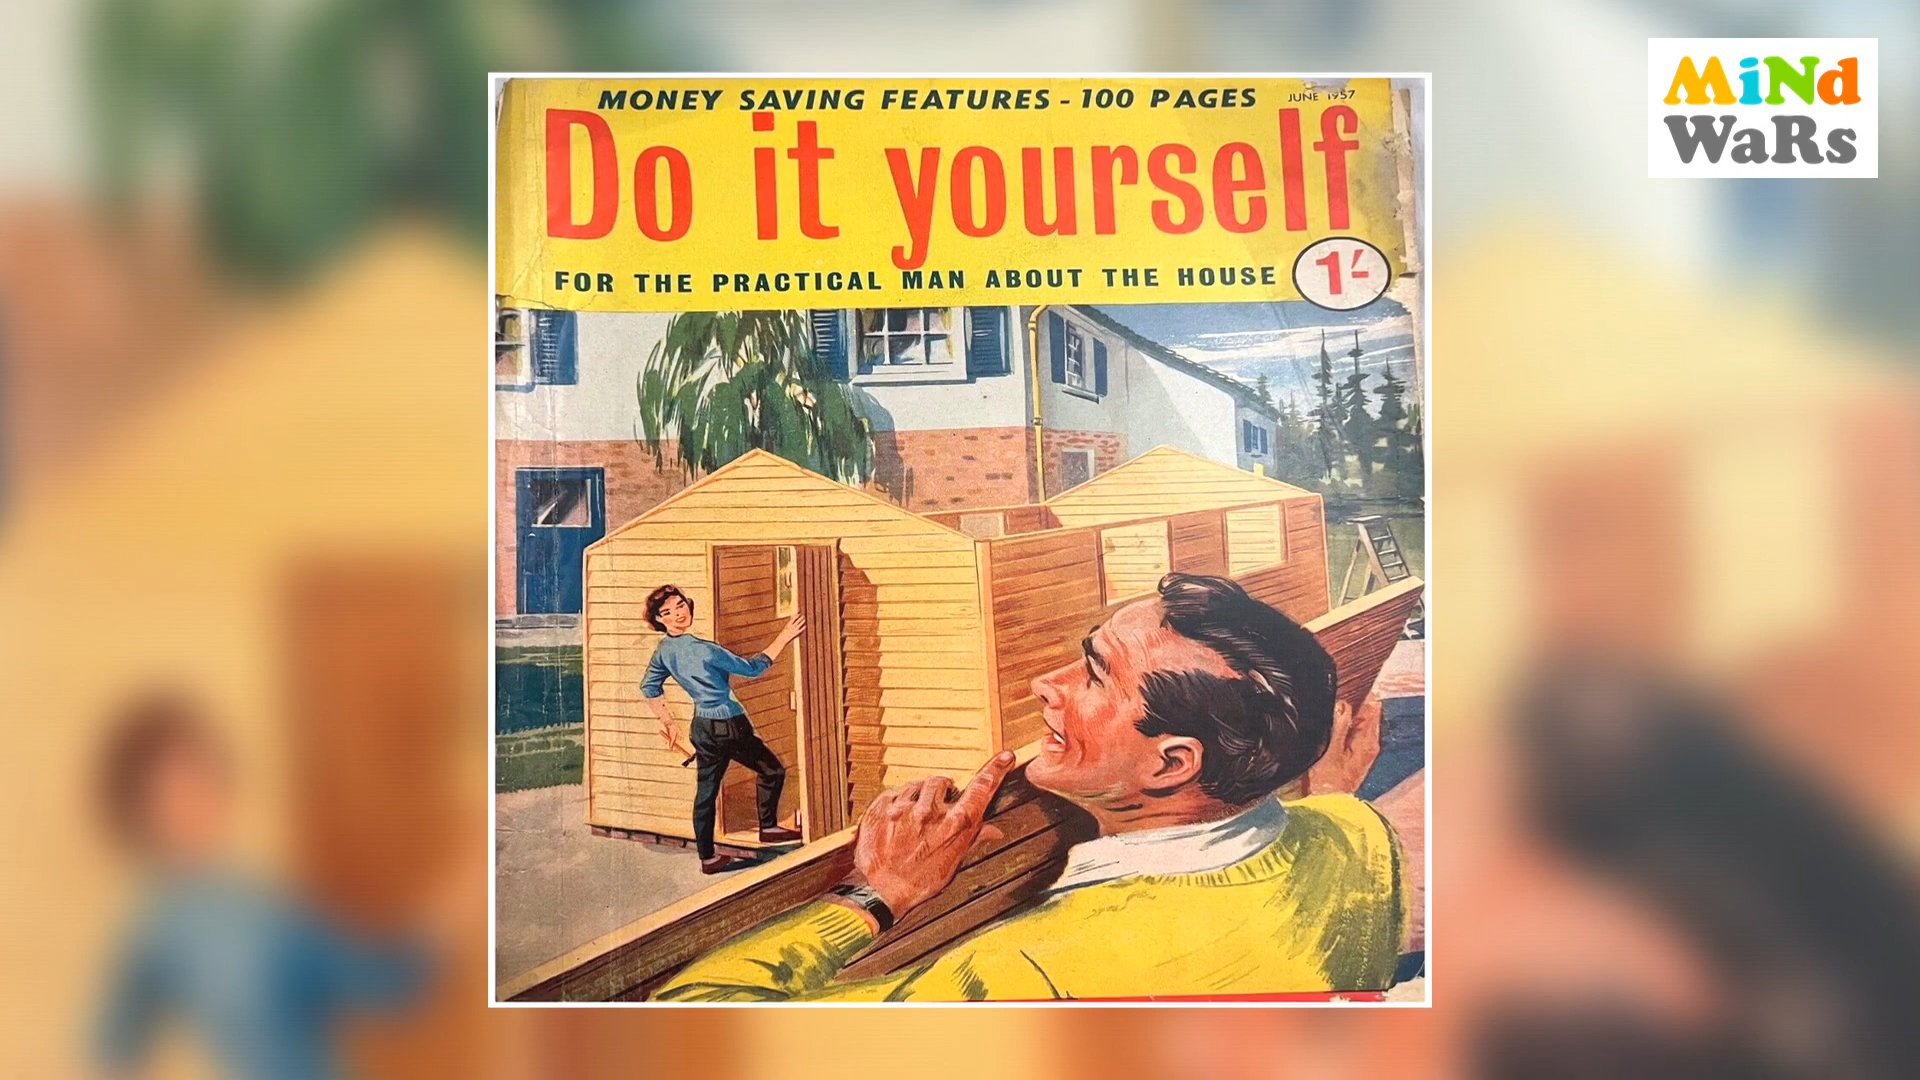 MiNd
WaRs
MONEY SAVING FEATURES - 100 PAGES
JUNE 1957
Do it yourself
FOR THE PRACTICAL MAN ABOUT THE HOUSE
1/-